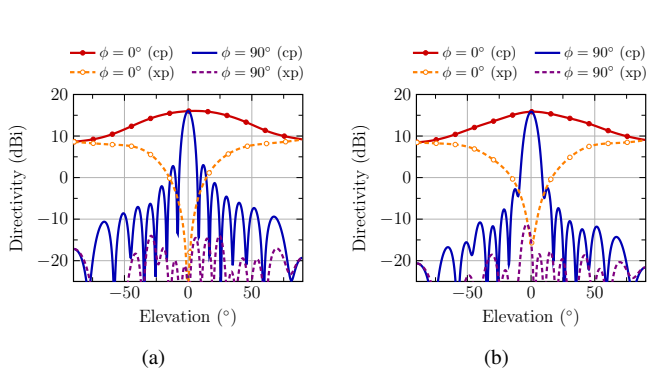 ϕ = 0° (cp) ϕ = 90° (cp)
ϕ = 0° (xp) ϕ = 90° (xp)
20
10
0
−10
−20
Directivity (dBi)
−50 0 50
Elevation (°)
(a)
ϕ = 0° (cp) ϕ = 90° (cp)
ϕ = 0° (xp) ϕ = 90° (xp)
20
10
0
−10
−20
Directivity (dBi)
−50 0 50
Elevation (°)
(b)